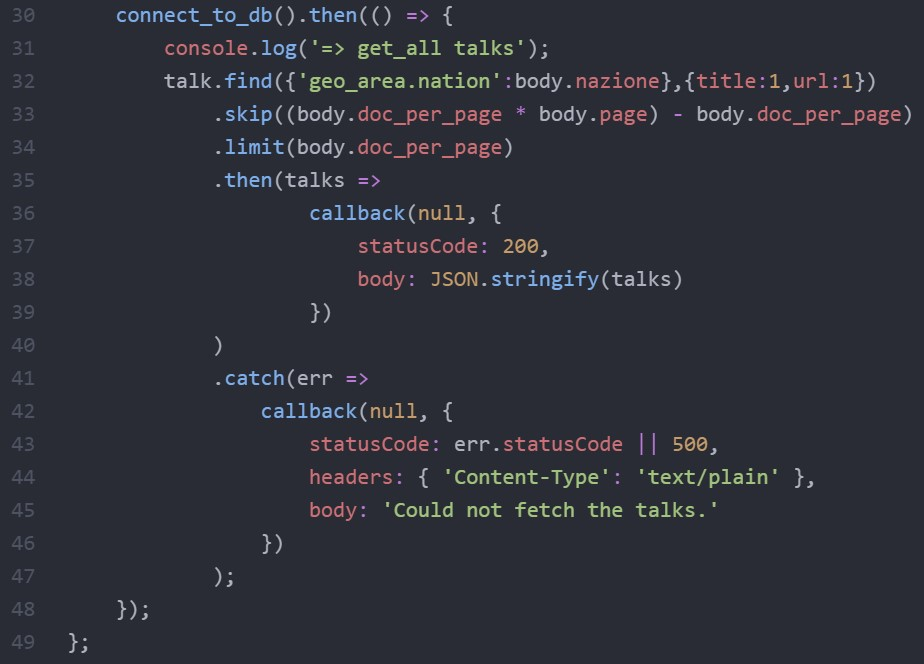 30 connect_to_db().then(() => {
31 console.log('=> get_all talks');
32 talk.find({'geo_area.nation':body.nazione},{title:1,url:1})
33 .skip((body.doc_per_page * body.page) - body.doc_per_page)
34 .limit(body.doc_per_page)
35 .then(talks =>
36 callback(null, {
37 statusCode: 200,
38 body: JSON.stringify(talks)
39 })
40 )
41 .catch(err =>
42 callback(null, {
43 statusCode: err.statusCode || 500,
44 headers: { 'Content-Type': 'text/plain' },
45 body: 'Could not fetch the talks.'
46 })
47 );
48 });
49 };